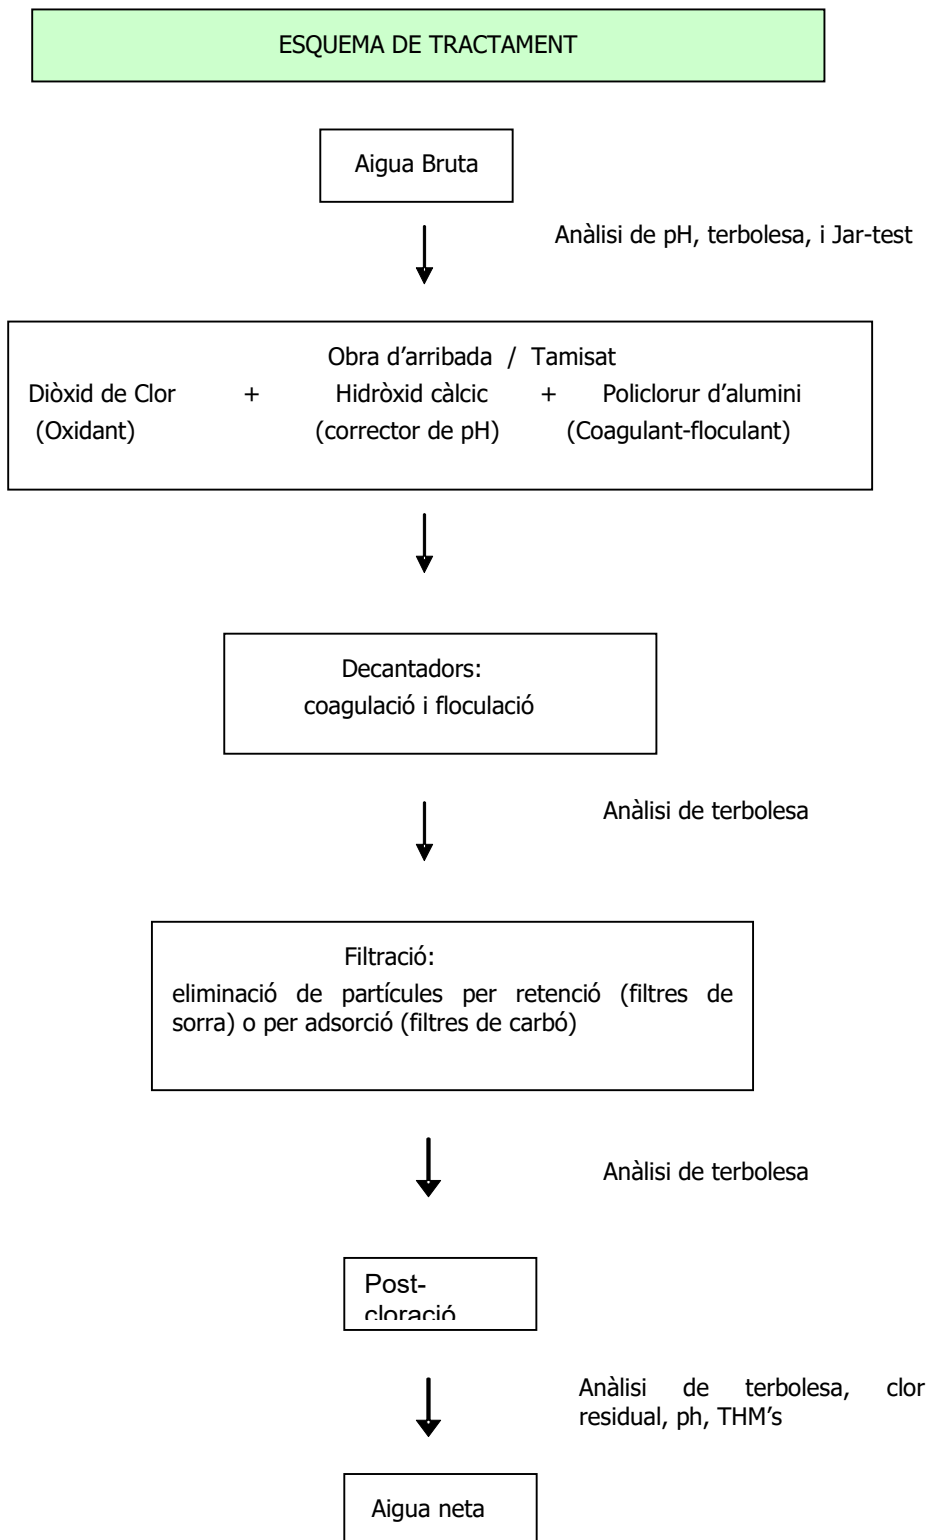 ESQUEMA DE TRACTAMENT
Aigua Bruta
Anàlisi de pH, terbolesa, i Jar-test
Obra d’arribada / Tamisat
Diòxid de Clor + Hidròxid càlcic + Policlorur d’alumini
(Oxidant) (corrector de pH) (Coagulant-floculant)
Decantadors:
coagulació i floculació
Anàlisi de terbolesa
Filtració:
eliminació de partícules per retenció (filtres de
sorra) o per adsorció (filtres de carbó)
Anàlisi de terbolesa
Post-
cloració
Anàlisi de terbolesa, clor
residual, ph, THM’s
Aigua neta